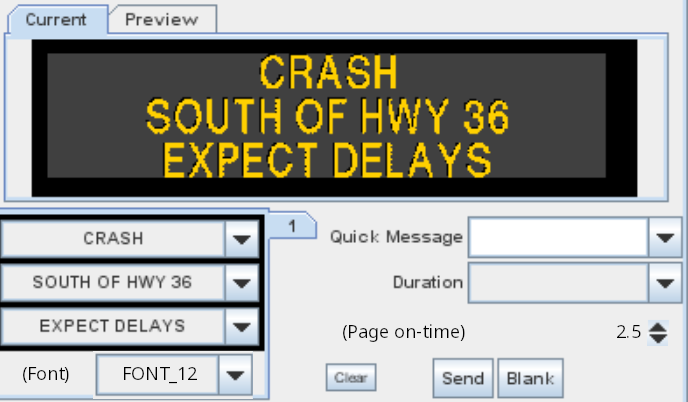 Current Preview
CRASH
SOUTH OF HWY 36
EXPECT DELAYS
1
CRASH
SOUTH OF HWY 36
EXPECT DELAYS
(Font) FONT_12
Quick Message
Duration
(Page on-time) 2.5
Clear Send Blank